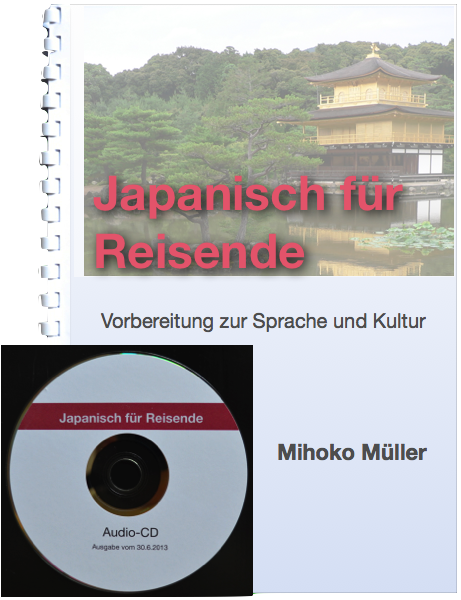 Japanisch für
Reisende
Vorbereitung zur Sprache und Kultur
Mihoko Müller
Japanisch für Reisende
Audio-CD
Ausgabe vom 30.6.2013